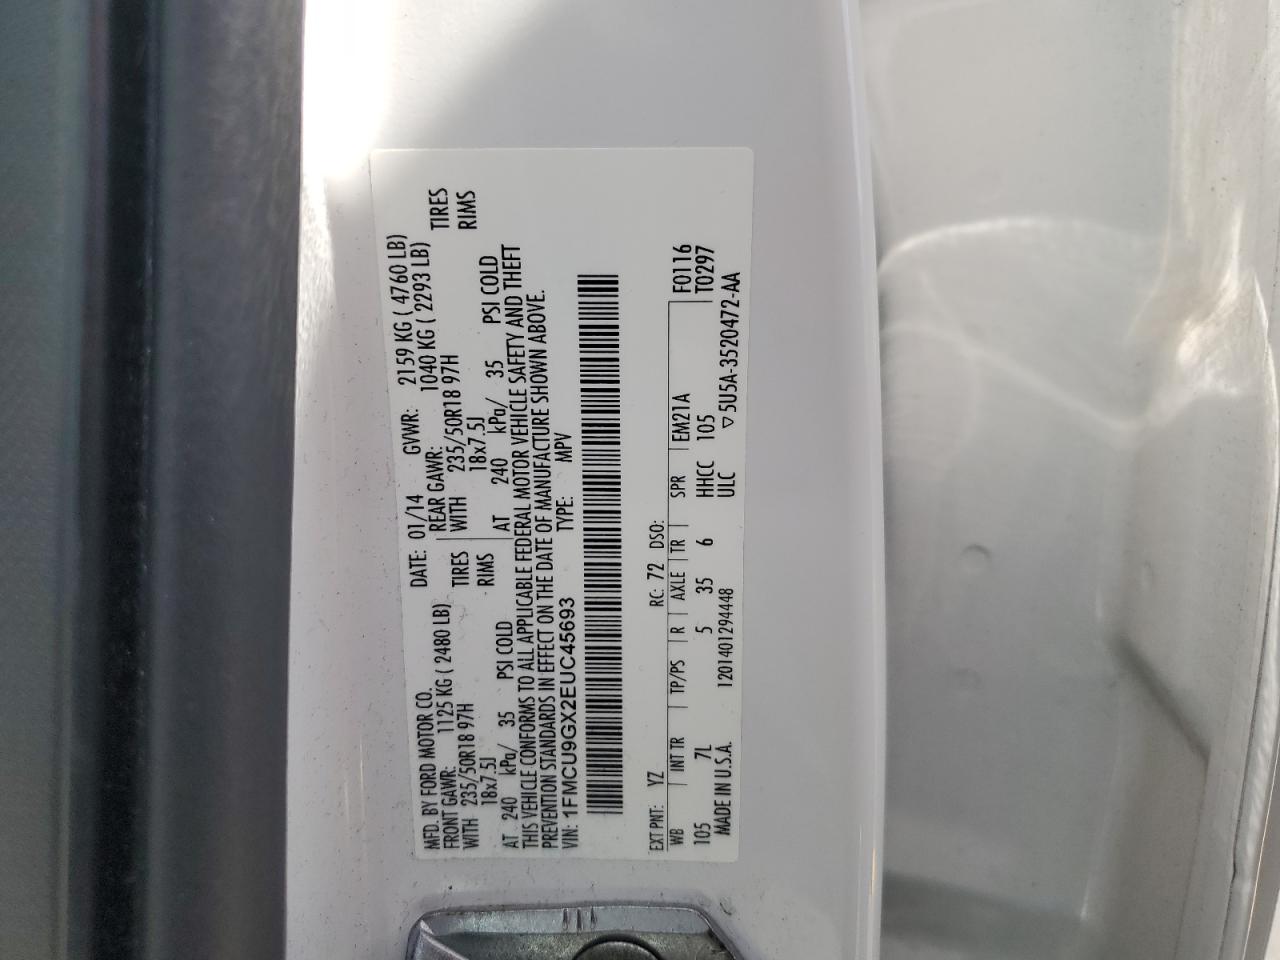 MFD. BY FORD MOTOR CO.
DATE: 01/14 GVWR: 2159 KG ( 4760 LB)
FRONT GAWR: 1125 KG ( 2480 LB) REAR GAWR: 1040 KG ( 2293 LB)
WITH 235/50R18 97H TIRES WITH 235/50R18 97H TIRES
18x7.5J RIMS 18x7.5J RIMS
AT 240 kPa/ 35 PSI COLD AT 240 kPa/ 35 PSI COLD
THIS VEHICLE CONFORMS TO ALL APPLICABLE FEDERAL MOTOR VEHICLE SAFETY AND THEFT
PREVENTION STANDARDS IN EFFECT ON THE DATE OF MANUFACTURE SHOWN ABOVE.
VIN: 1FMCU9GX2EUC45693 TYPE: MPV
EXT PNT: YZ RC: 72 DSO:
WB INT TR TP/PS R AXLE TR SPR EM21A F0116
105 7L 5 35 6 HHCC 105 T0297
MADE IN U.S.A. 1201401294448 ULC ▽5U5A-3520472-AA